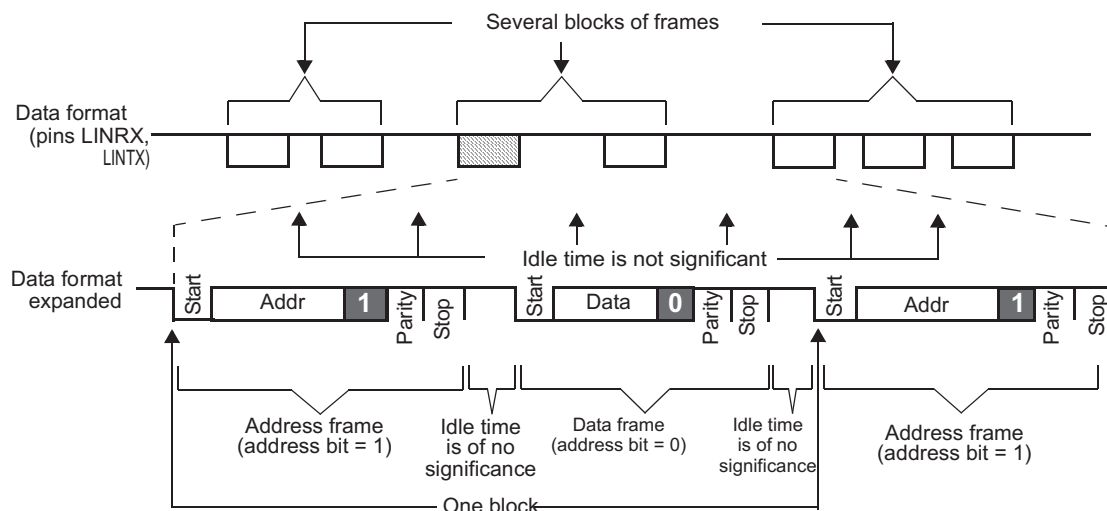 Several blocks of frames
Data format
(pins LINRX,
LINTX)
Idle time is not significant
Data format
expanded
Start
Addr
1
Parity
Stop
Start
Data
0
Parity
Stop
Start
Addr
1
Parity
Stop
Address frame
(address bit = 1)
Idle time
is of no
significance
Data frame
(address bit = 0)
Idle time
is of no
significance
Address frame
(address bit = 1)
One block